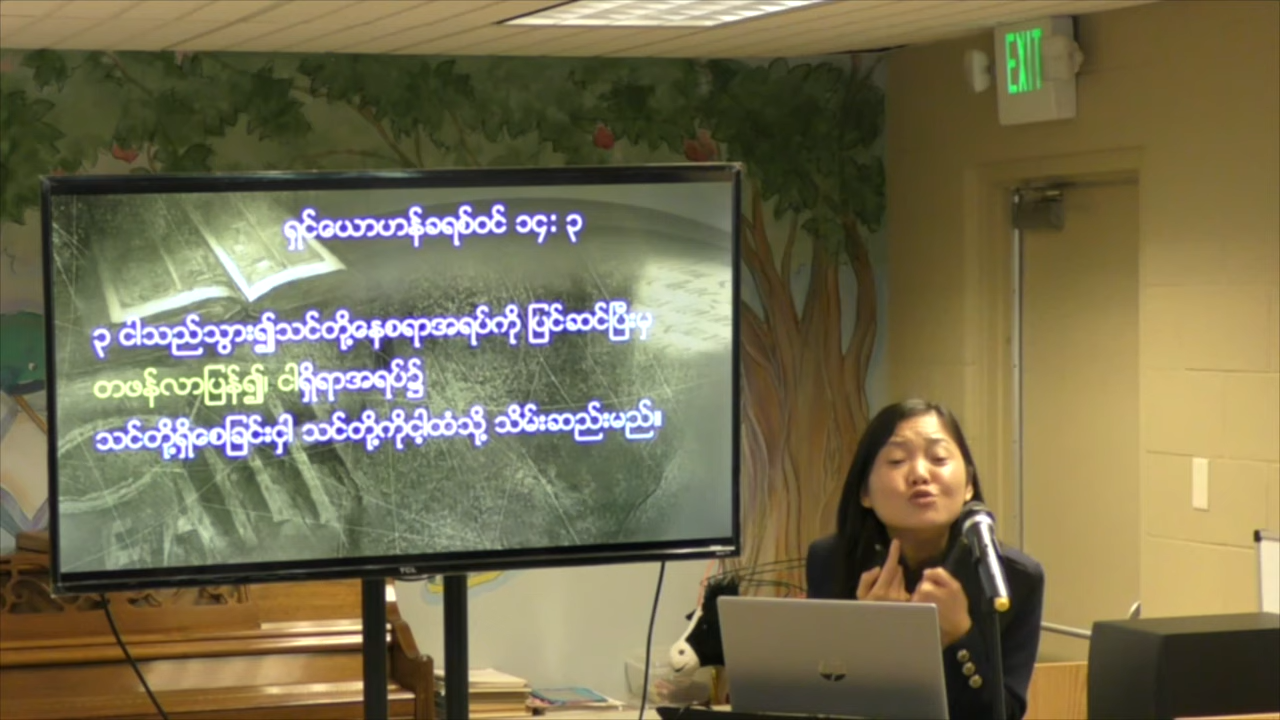 ရှင်ယောဟန်ခရစ်ဝင် ၁၄း ၃
EXIT
၃ ငါသည်သွား၍သင်တို့နေစရာအရပ်ကို ပြင်ဆင်ပြီးမှ
တဖန်လာပြန်၍၊ ငါရှိရာအရပ်၌
သင်တို့ရှိစေခြင်းငှါ သင်တို့ကိုငါ့ထံသို့ သိမ်းဆည်းမည်။
TCL